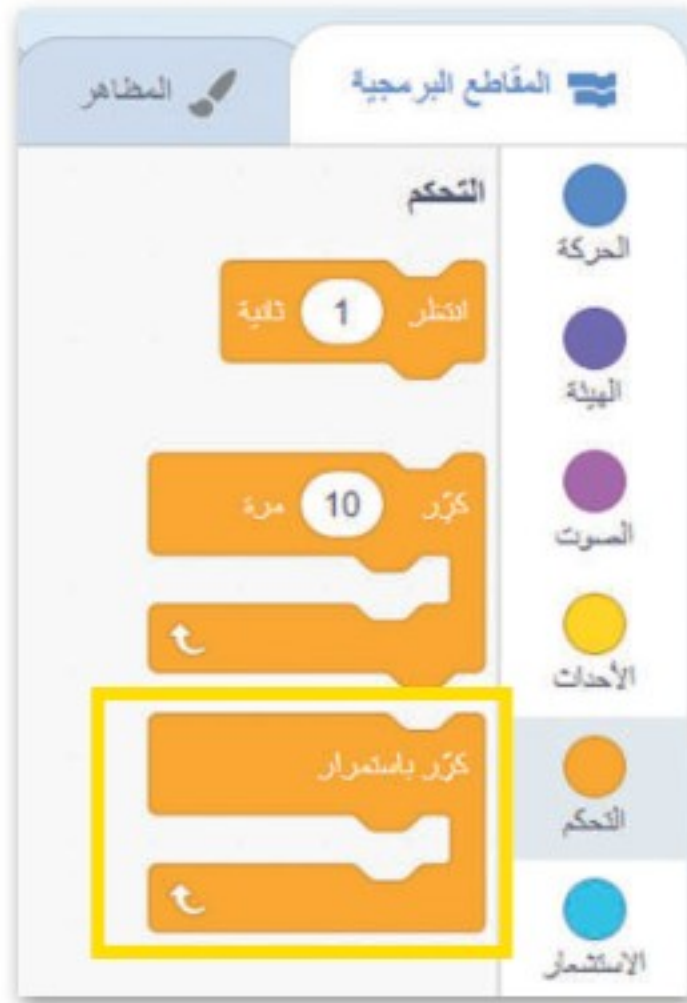 المقاطع البرمجية
المظاهر
الحركة
الهيئة
الصوت
الأحداث
التحكم
الاستشعار
التحكم
انتظر 1 ثانية
كرّر 10 مرة
كرّر باستمرار